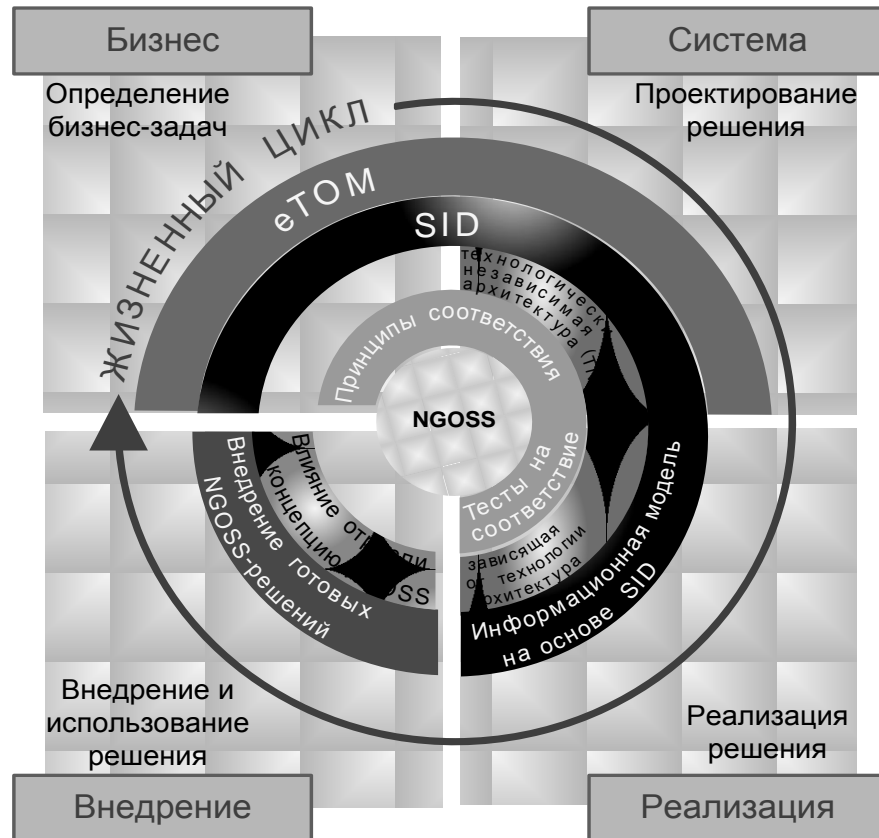 Бизнес
Система
Определение
бизнес-задач
Проектирование
решения
ЖИЗНЕННЫЙ ЦИКЛ
eTOM
SID
технологически
независимая
архитектура
Принципы соответствия
NGOSS
Тесты на
соответствие
Влияние
концепцию
Внедрение готовых
NGOSS-решений
зависящая
от технологии
Информационная модель
на основе SID
Внедрение и
использование
решения
Реализация
решения
Внедрение
Реализация